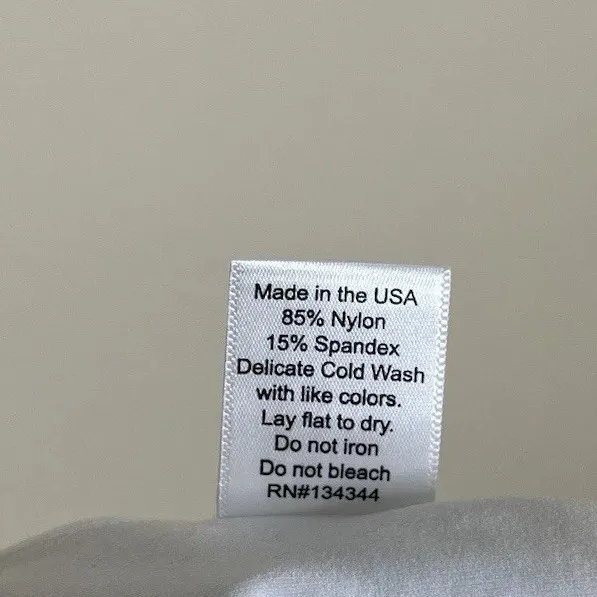 Made in the USA
85% Nylon
15% Spandex
Delicate Cold Wash
with like colors.
Lay flat to dry.
Do not iron
Do not bleach
RN#134344